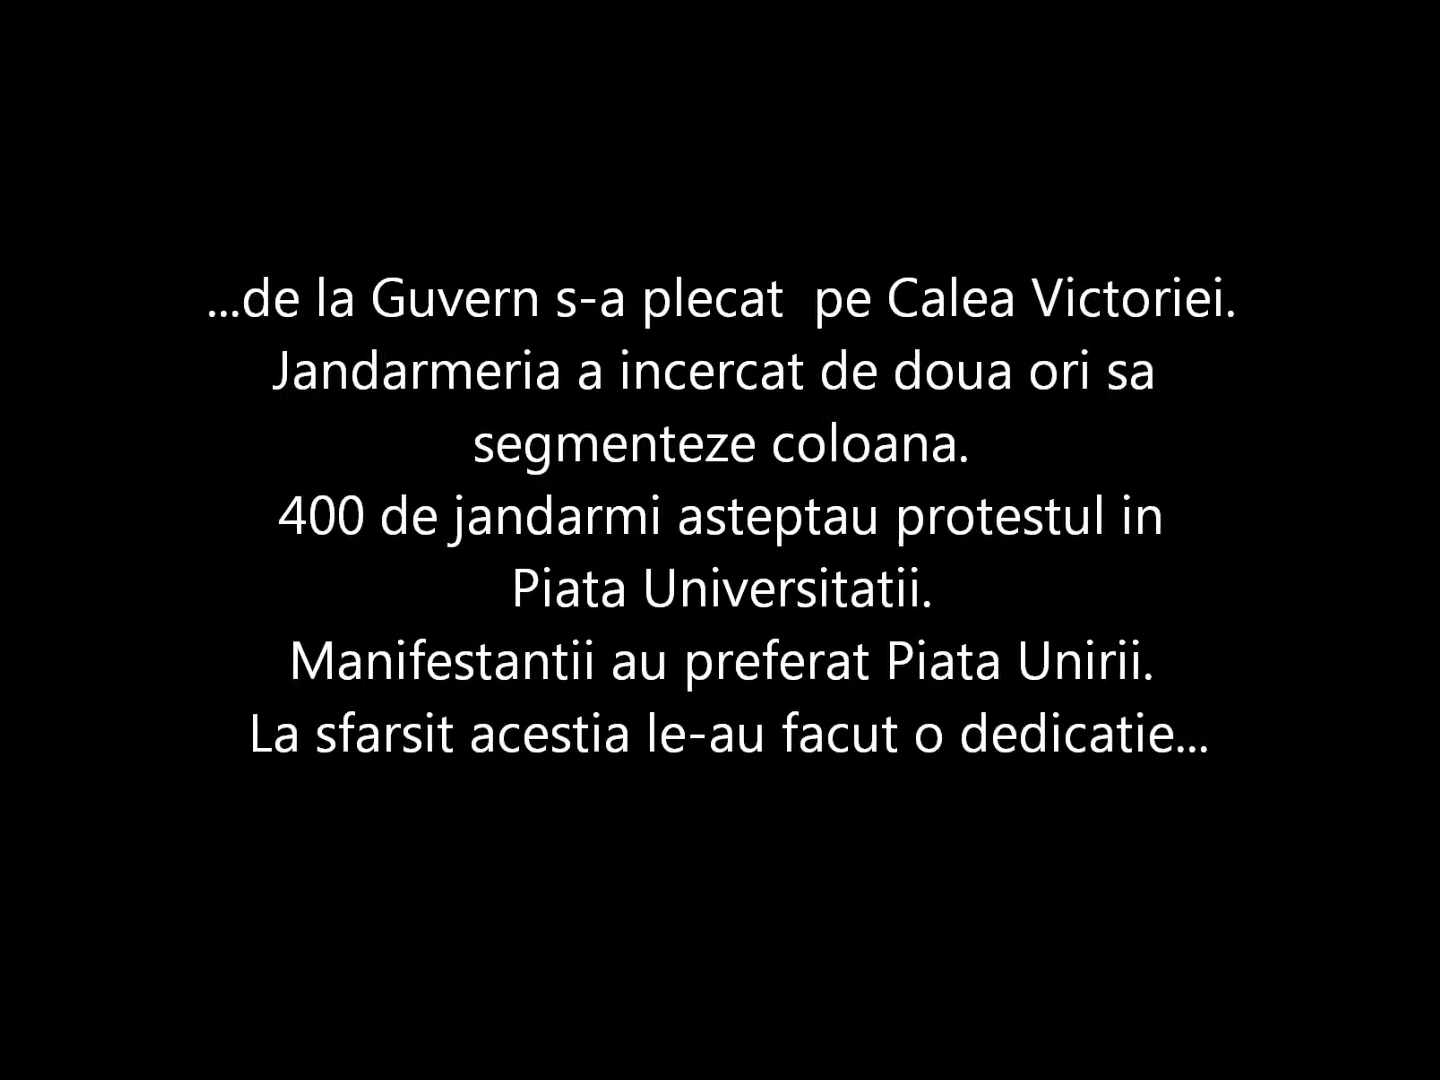 ...de la Guvern s-a plecat  pe Calea Victoriei.
Jandarmeria a incercat de doua ori sa
segmenteze coloana.
400 de jandarmi asteptau protestul in
Piata Universitatii.
Manifestantii au preferat Piata Unirii.
La sfarsit acestia le-au facut o dedicatie...